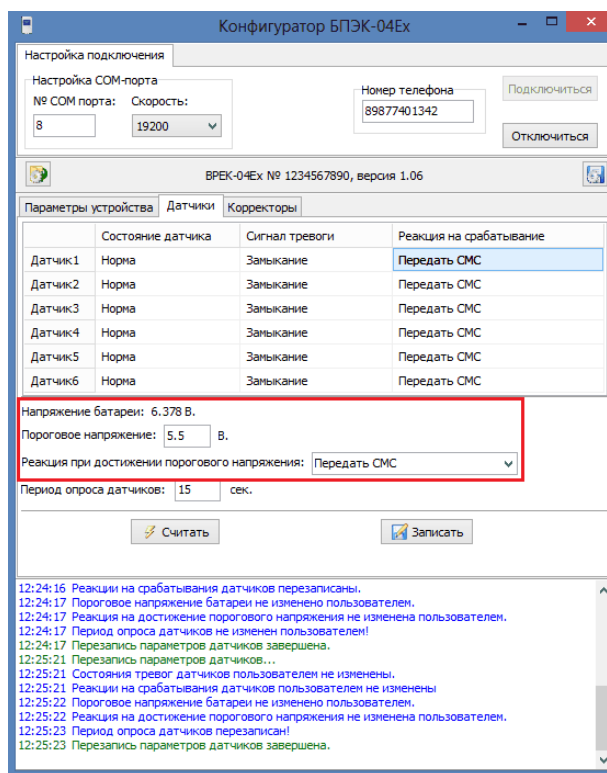 Конфигуратор БПЭК-04Ex
Настройка подключения
Настройка COM-порта
№ COM порта: Скорость:
8 19200
Номер телефона
89877401342
Подключиться
Отключиться
BPEK-04Ex № 1234567890, версия 1.06
Параметры устройства Датчики Корректоры
Состояние датчика Сигнал тревоги Реакция на срабатывание
Датчик1 Норма Замыкание Передать СМС
Датчик2 Норма Замыкание Передать СМС
Датчик3 Норма Замыкание Передать СМС
Датчик4 Норма Замыкание Передать СМС
Датчик5 Норма Замыкание Передать СМС
Датчик6 Норма Замыкание Передать СМС
Напряжение батареи: 6.378 В.
Пороговое напряжение: 5.5 В.
Реакция при достижении порогового напряжения: Передать СМС
Период опроса датчиков: 15 сек.
Считать Записать
12:24:16 Реакции на срабатывания датчиков перезаписаны.
12:24:17 Пороговое напряжение батареи не изменено пользователем.
12:24:17 Реакция на достижение порогового напряжения не изменена пользователем.
12:24:17 Период опроса датчиков не изменен пользователем!
12:24:17 Перезапись параметров датчиков завершена.
12:25:21 Перезапись параметров датчиков...
12:25:21 Состояния тревог датчиков пользователем не изменены.
12:25:21 Реакции на срабатывания датчиков пользователем не изменены
12:25:22 Пороговое напряжение батареи не изменено пользователем.
12:25:22 Реакция на достижение порогового напряжения не изменена пользователем.
12:25:23 Период опроса датчиков перезаписан!
12:25:23 Перезапись параметров датчиков завершена.